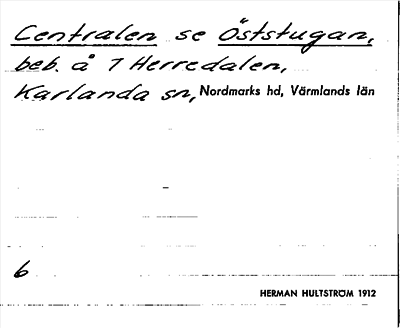 Centralen se Öststugan,
beb. å 7 Herredalen,
Karlanda sn, Nordmarks hd, Värmlands län
6
HERMAN HULTSTRÖM 1912